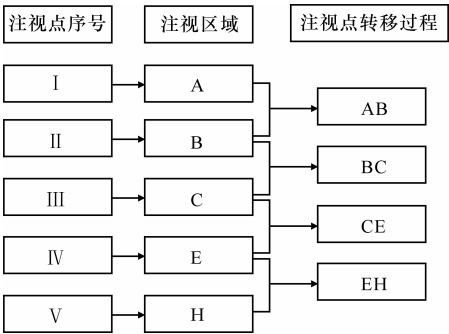 注视点序号 注视区域 注视点转移过程
Ⅰ A
AB
Ⅱ B
BC
Ⅲ C
CE
Ⅳ E
EH
Ⅴ H